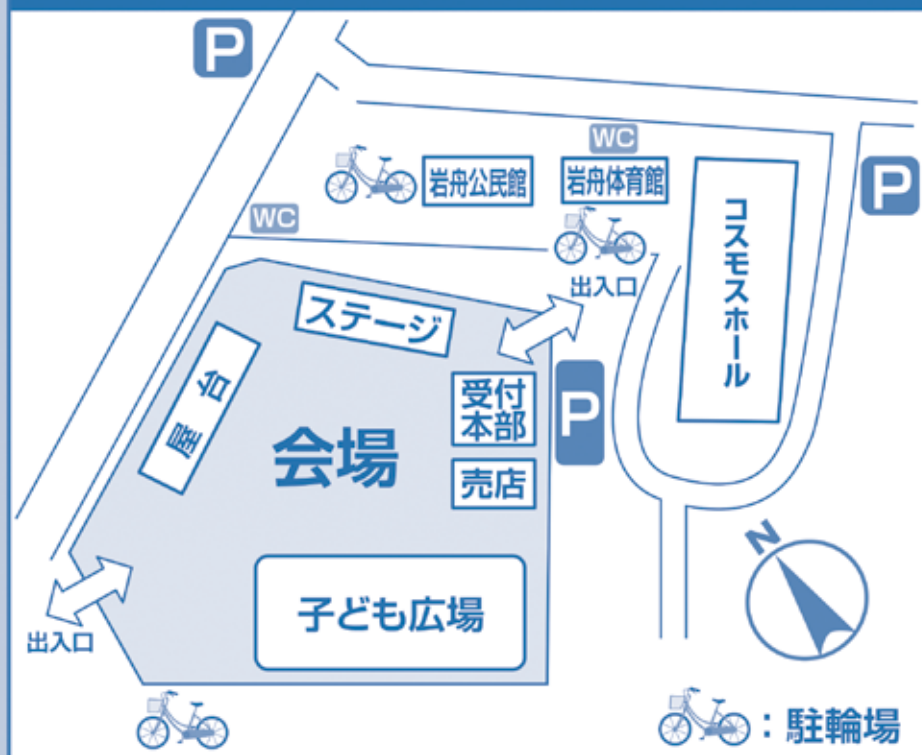 P
WC
岩舟公民館
岩舟体育館
P
コスモスホール
WC
出入口
ステージ
屋台
受付
本部
P
会場
売店
N
子ども広場
出入口
：駐輪場